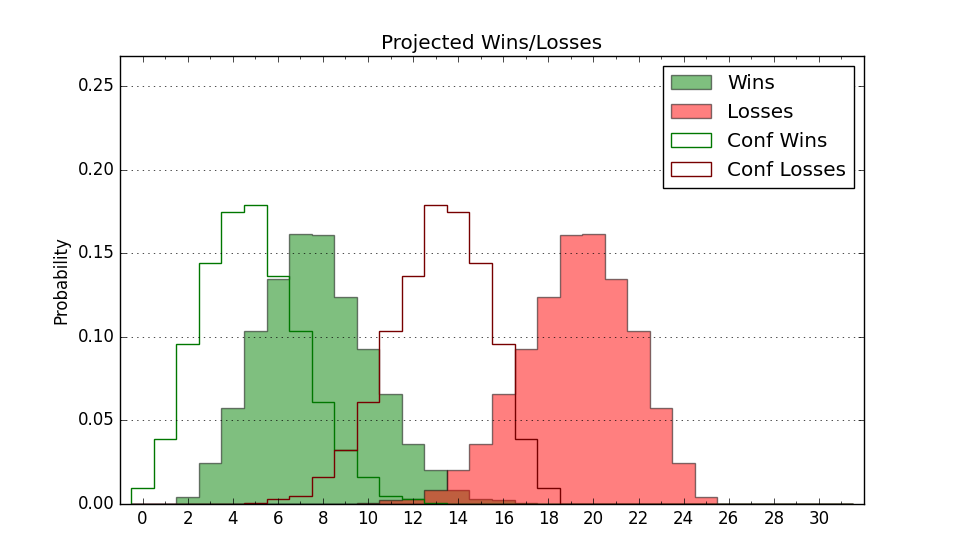 Projected Wins/Losses
Wins
Losses
Conf Wins
Conf Losses
Probability
0.25
0.20
0.15
0.10
0.05
0.00
0 2 4 6 8 10 12 14 16 18 20 22 24 26 28 30